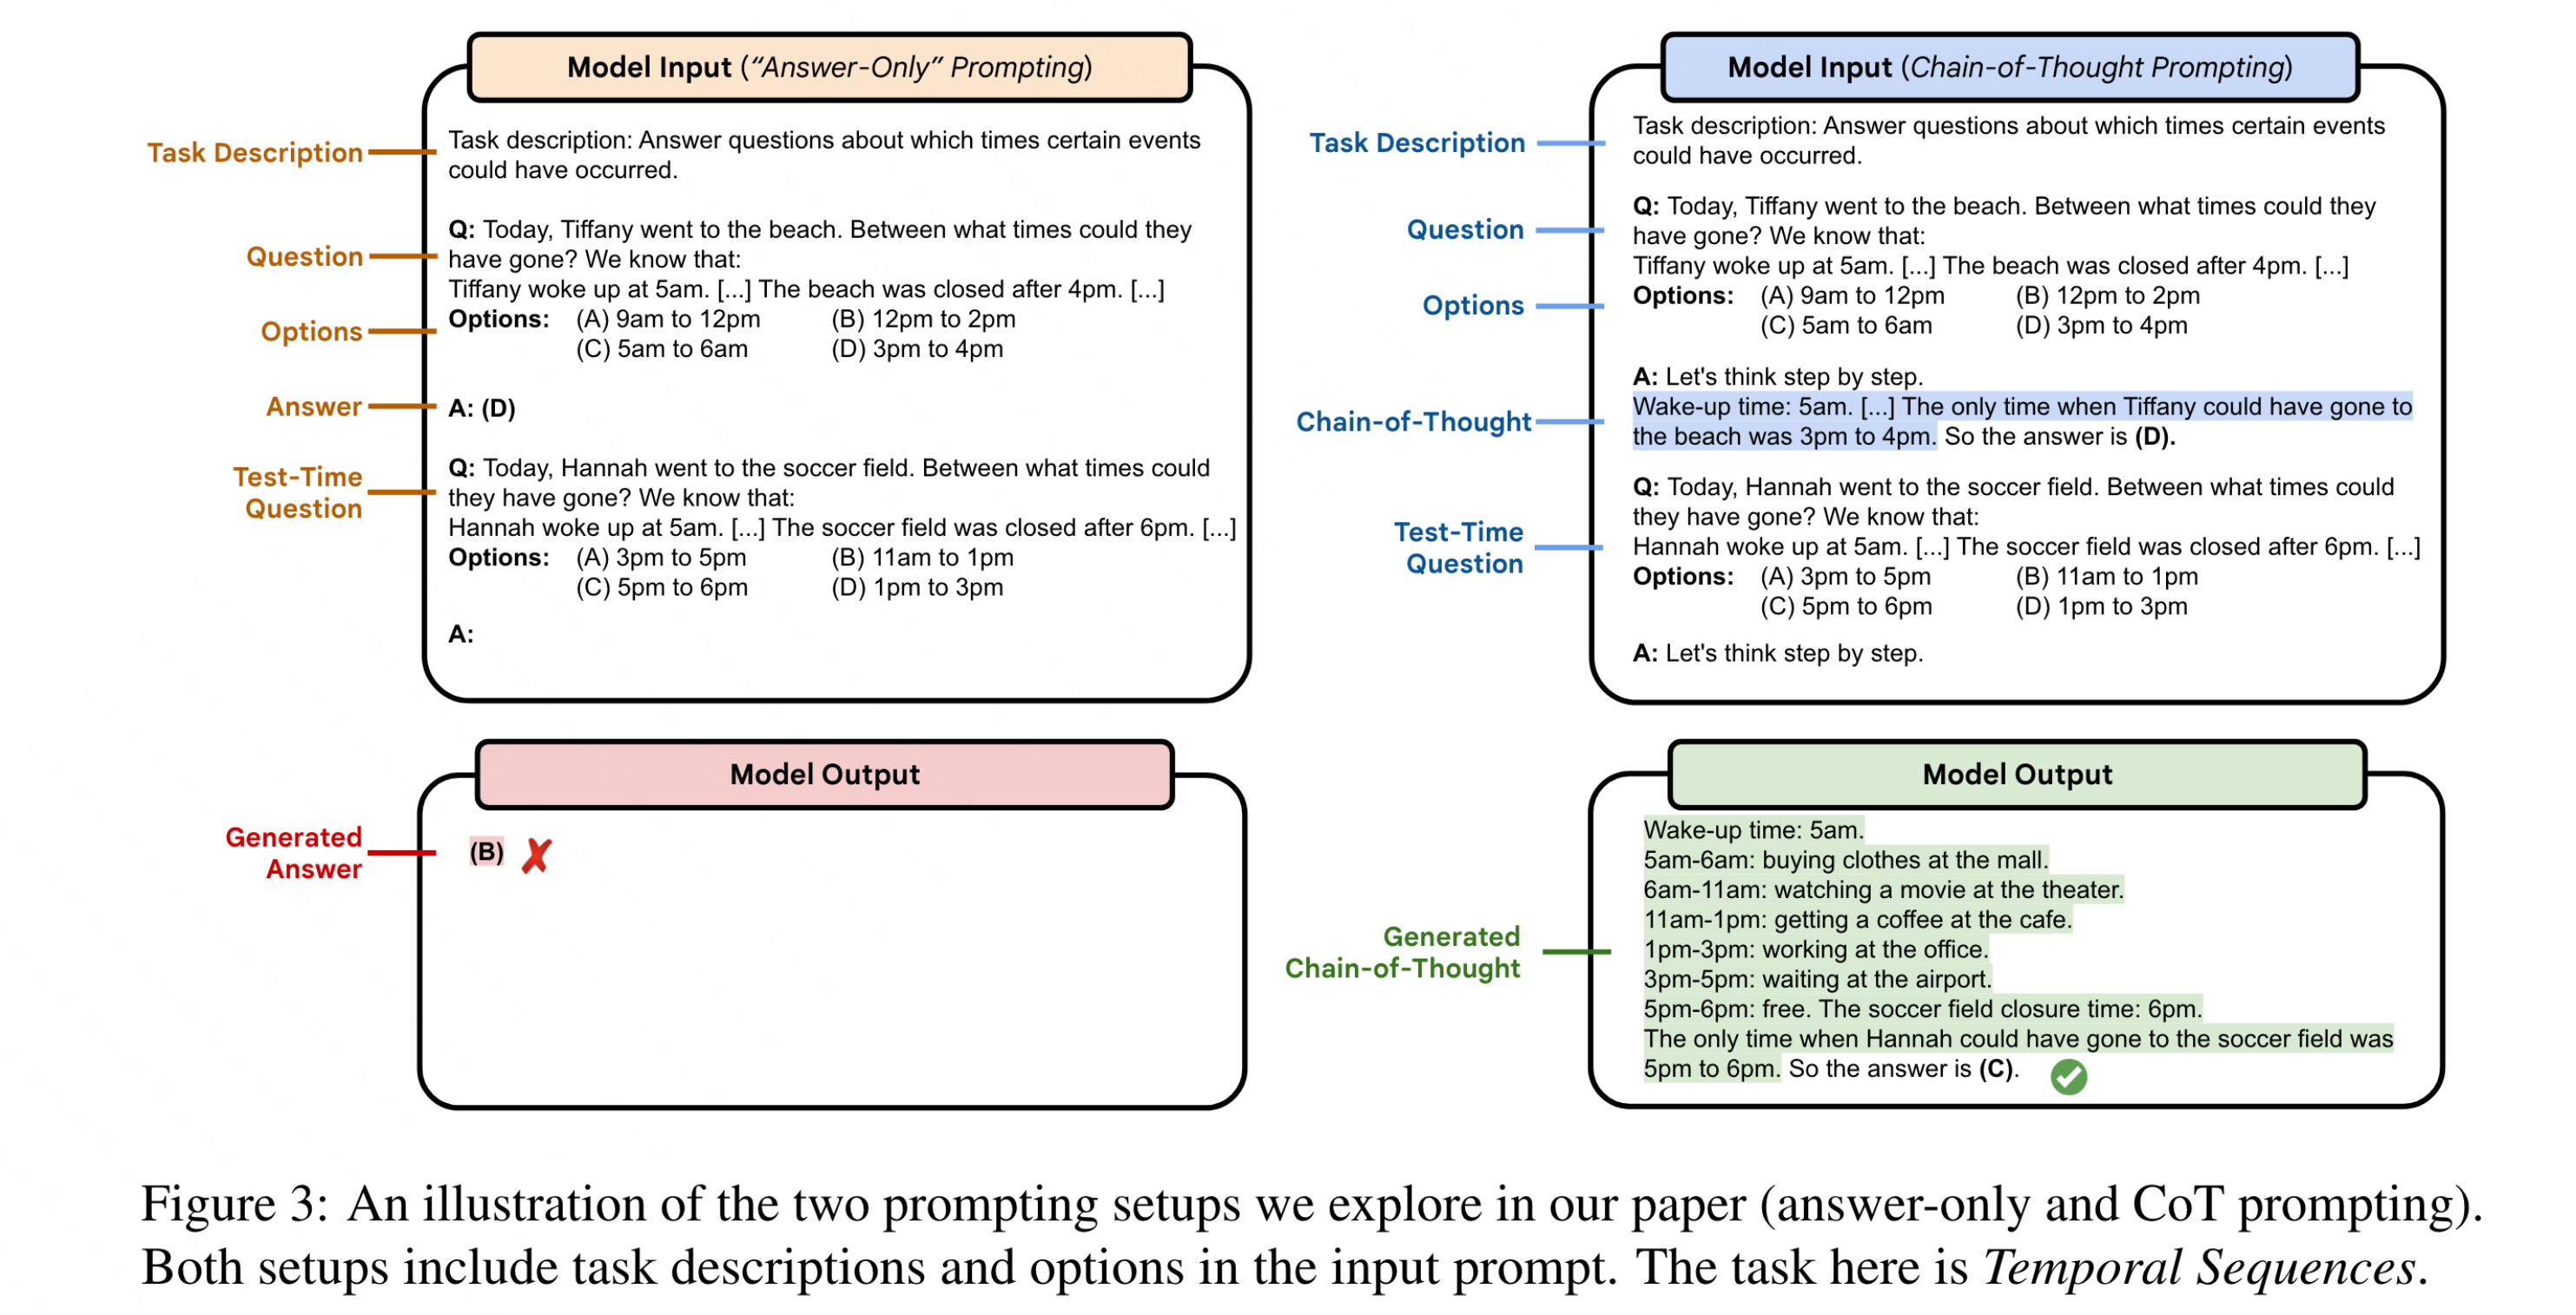 Model Input (“Answer-Only” Prompting)
Task Description
Task description: Answer questions about which times certain events
could have occurred.
Question
Q: Today, Tiffany went to the beach. Between what times could they
have gone? We know that:
Tiffany woke up at 5am. [...] The beach was closed after 4pm. [...]
Options
Options: (A) 9am to 12pm (B) 12pm to 2pm
(C) 5am to 6am (D) 3pm to 4pm
Answer
A: (D)
Test-Time
Question
Q: Today, Hannah went to the soccer field. Between what times could
they have gone? We know that:
Hannah woke up at 5am. [...] The soccer field was closed after 6pm. [...]
Options: (A) 3pm to 5pm (B) 11am to 1pm
(C) 5pm to 6pm (D) 1pm to 3pm
A:
Model Output
Generated
Answer
(B)
Model Input (Chain-of-Thought Prompting)
Task Description
Task description: Answer questions about which times certain events
could have occurred.
Question
Q: Today, Tiffany went to the beach. Between what times could they
have gone? We know that:
Tiffany woke up at 5am. [...] The beach was closed after 4pm. [...]
Options
Options: (A) 9am to 12pm (B) 12pm to 2pm
(C) 5am to 6am (D) 3pm to 4pm
Chain-of-Thought
A: Let's think step by step.
Wake-up time: 5am. [...] The only time when Tiffany could have gone to
the beach was 3pm to 4pm. So the answer is (D).
Test-Time
Question
Q: Today, Hannah went to the soccer field. Between what times could
they have gone? We know that:
Hannah woke up at 5am. [...] The soccer field was closed after 6pm. [...]
Options: (A) 3pm to 5pm (B) 11am to 1pm
(C) 5pm to 6pm (D) 1pm to 3pm
A: Let's think step by step.
Model Output
Generated
Chain-of-Thought
Wake-up time: 5am.
5am-6am: buying clothes at the mall.
6am-11am: watching a movie at the theater.
11am-1pm: getting a coffee at the cafe.
1pm-3pm: working at the office.
3pm-5pm: waiting at the airport.
5pm-6pm: free. The soccer field closure time: 6pm.
The only time when Hannah could have gone to the soccer field was
5pm to 6pm. So the answer is (C).
Figure 3: An illustration of the two prompting setups we explore in our paper (answer-only and CoT prompting).
Both setups include task descriptions and options in the input prompt. The task here is Temporal Sequences.